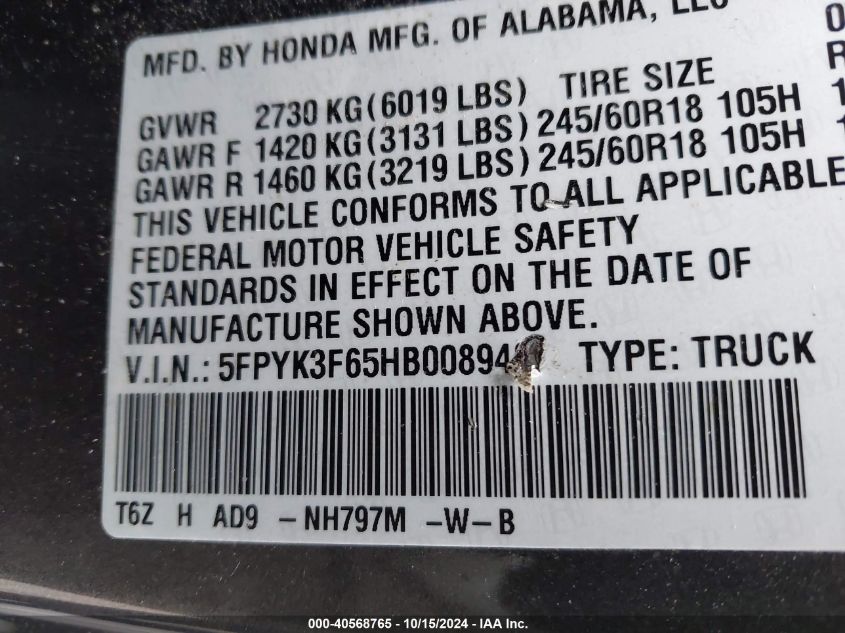 MFD. BY HONDA MFG. OF ALABAMA, LLC
GVWR 2730 KG (6019 LBS) TIRE SIZE
GAWR F 1420 KG (3131 LBS) 245/60R18 105H
GAWR R 1460 KG (3219 LBS) 245/60R18 105H
THIS VEHICLE CONFORMS TO ALL APPLICABLE
FEDERAL MOTOR VEHICLE SAFETY
STANDARDS IN EFFECT ON THE DATE OF
MANUFACTURE SHOWN ABOVE.
V.I.N.: 5FPYK3F65HB00894 TYPE: TRUCK
T6Z H AD9 -NH797M -W-B
000-40568765 - 10/15/2024 - IAA Inc.